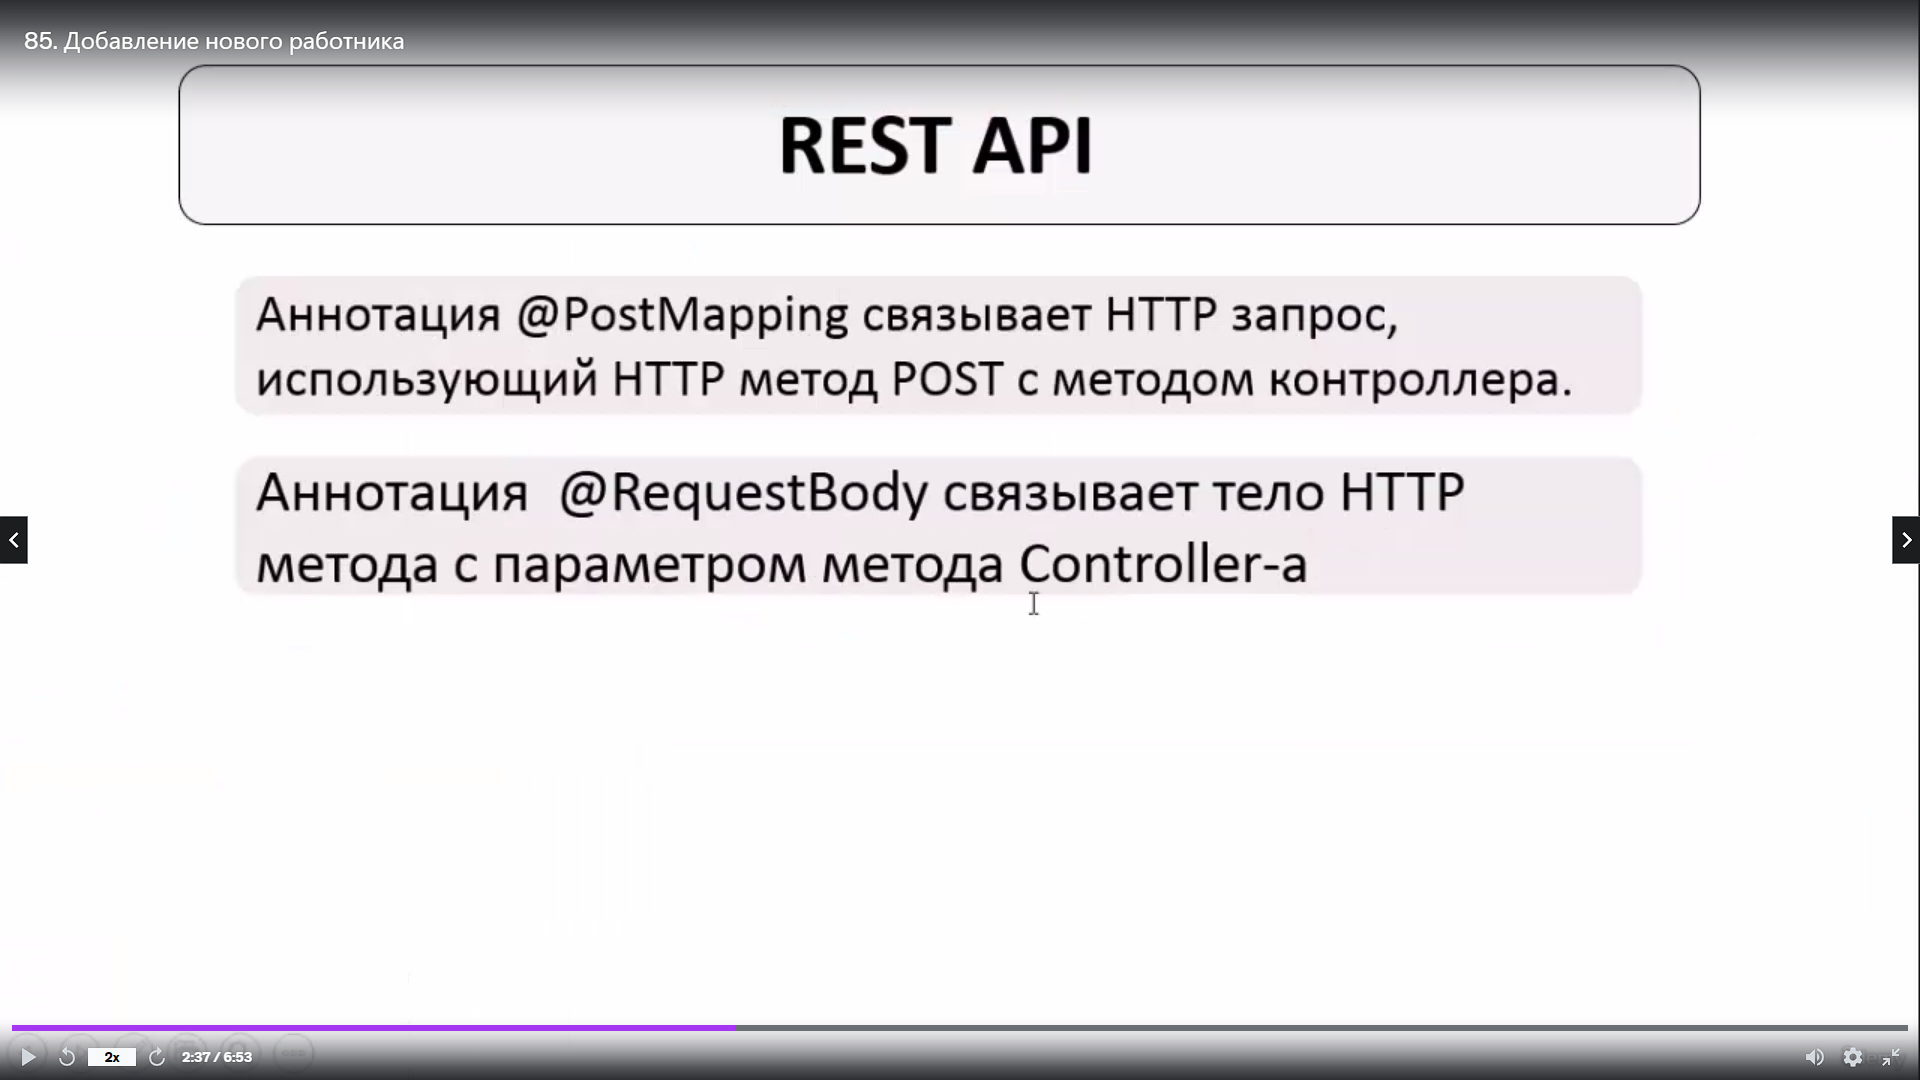 85. Добавление нового работника
REST API
Аннотация @PostMapping связывает HTTP запрос,
использующий HTTP метод POST с методом контроллера.
Аннотация @RequestBody связывает тело HTTP
метода с параметром метода Controller-а
2x
2:37 / 6:53